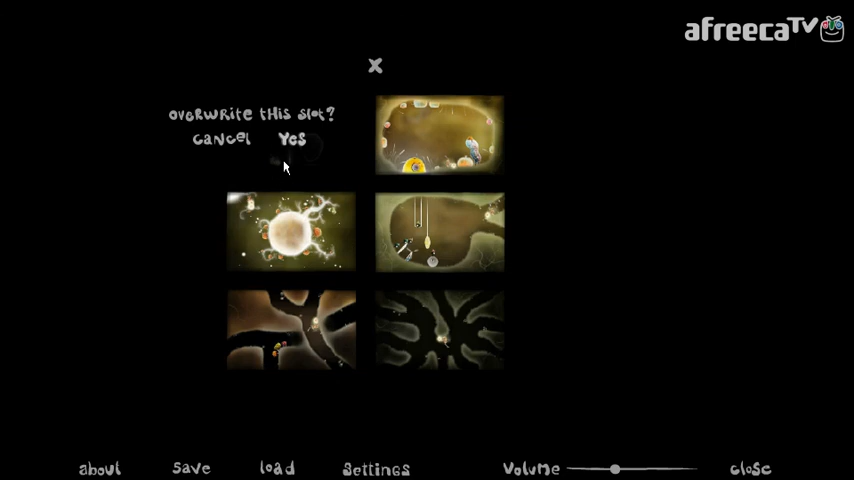 afreecaTV
x
overwrite this slot?
cancel yes
about save load settings volume close